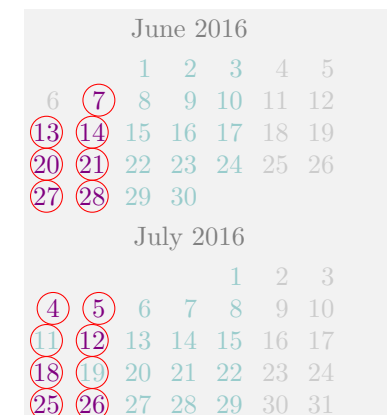 June 2016
1 2 3 4 5
6 7 8 9 10 11 12
13 14 15 16 17 18 19
20 21 22 23 24 25 26
27 28 29 30
July 2016
1 2 3
4 5 6 7 8 9 10
11 12 13 14 15 16 17
18 19 20 21 22 23 24
25 26 27 28 29 30 31